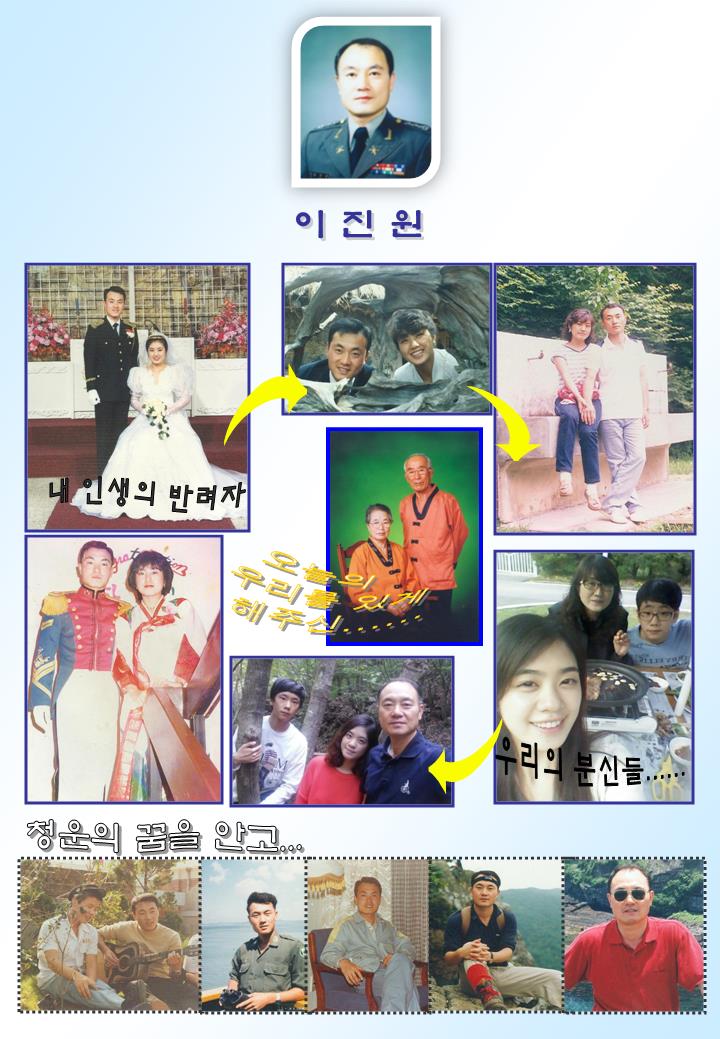 이 진 원
내 인생의 반려자
오늘의
우리를 있게
해주신......
우리의 분신들......
청운의 꿈을 안고...